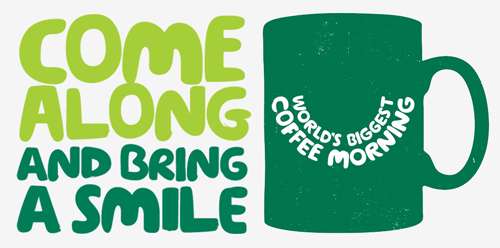 COME
ALONG
AND BRING
A SMILE
WORLD'S BIGGEST
COFFEE MORNING